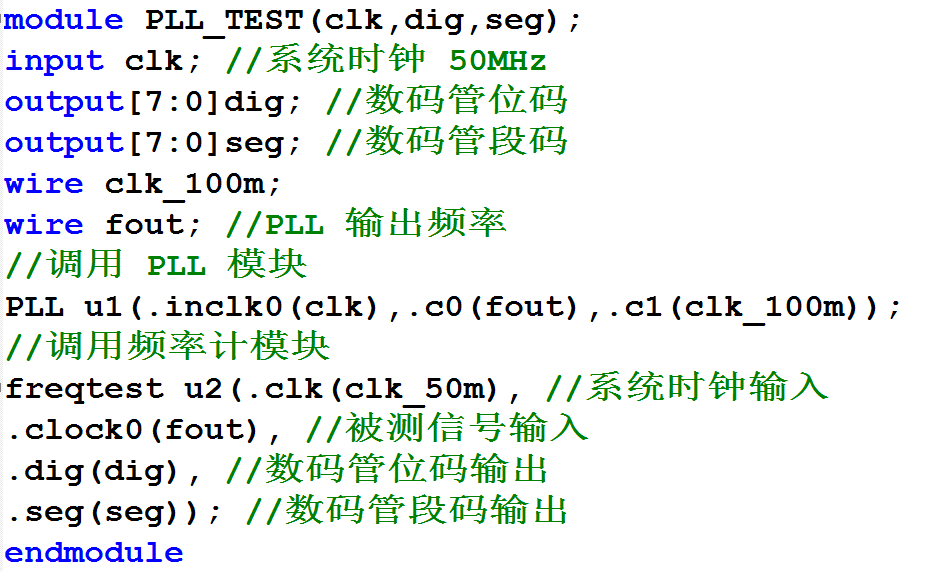 module PLL_TEST(clk,dig,seg);
input clk; //系统时钟 50MHz
output[7:0]dig; //数码管位码
output[7:0]seg; //数码管段码
wire clk_100m;
wire fout; //PLL 输出频率
//调用 PLL 模块
PLL u1(.inclk0(clk),.c0(fout),.c1(clk_100m));
//调用频率计模块
freqtest u2(.clk(clk_50m), //系统时钟输入
.clock0(fout), //被测信号输入
.dig(dig), //数码管位码输出
.seg(seg)); //数码管段码输出
endmodule